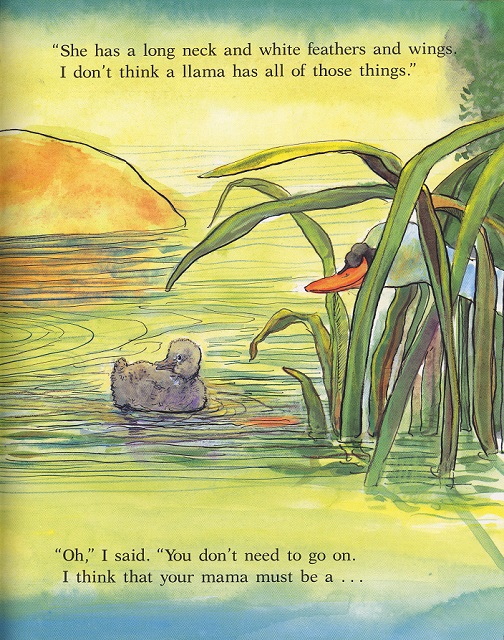 “She has a long neck and white feathers and wings.
I don’t think a llama has all of those things.”
“Oh,” I said. “You don’t need to go on.
I think that your mama must be a . . .